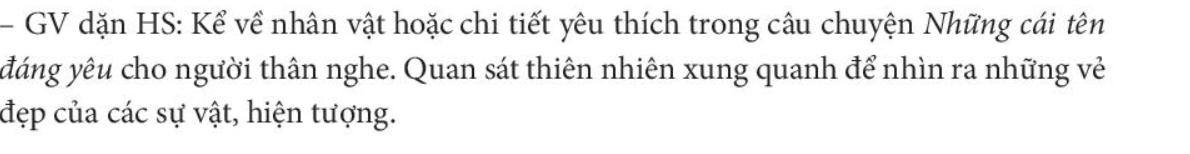 – GV dặn HS: Kể về nhân vật hoặc chi tiết yêu thích trong câu chuyện Những cái tên
đáng yêu cho người thân nghe. Quan sát thiên nhiên xung quanh để nhìn ra những vẻ
đẹp của các sự vật, hiện tượng.